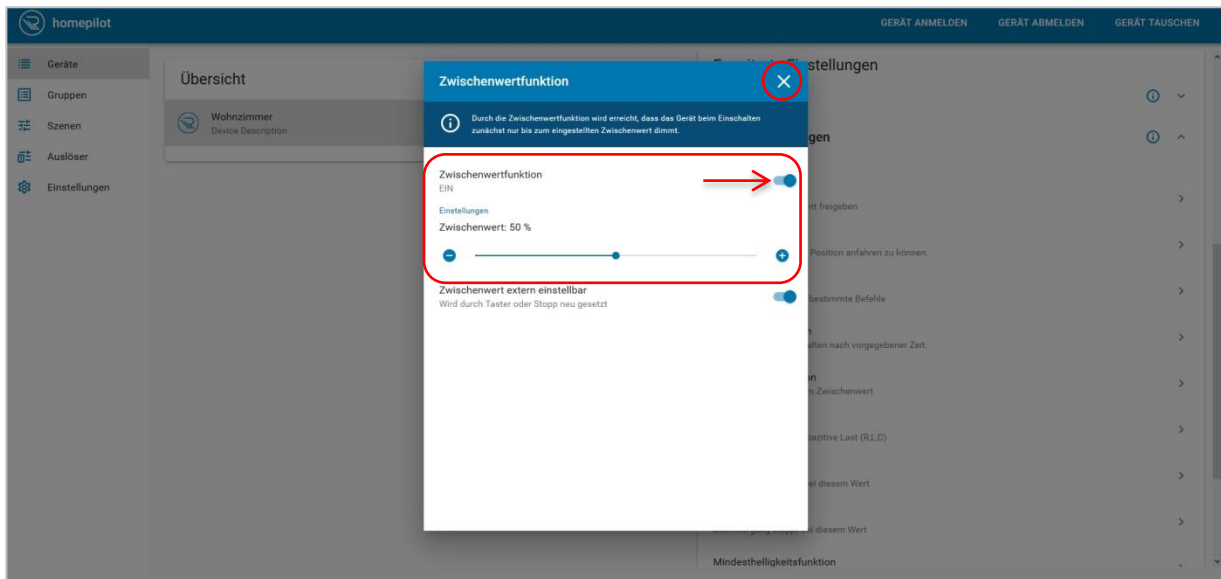 homepilot
GERÄT ANMELDEN GERÄT ABMELDEN GERÄT TAUSCHEN
Geräte
Gruppen
Szenen
Auslöser
Einstellungen
Übersicht
Wohnzimmer
Device Description
Zwischenwertfunktion
Durch die Zwischenwertfunktion wird erreicht, dass das Gerät beim Einschalten
zunächst nur bis zum eingestellten Zwischenwert dimmt.
Zwischenwertfunktion
EIN
Einstellungen
Zwischenwert: 50 %
Zwischenwert extern einstellbar
Wird durch Taster oder Stopp neu gesetzt
stellungen
gen
freigeben
Position anfahren zu können.
bestimmte Befehle
alten nach vorgegebener Zeit.
Zwischenwert
Last (R,L,C)
ei diesem Wert
diesem Wert
Mindesthelligkeitsfunktion